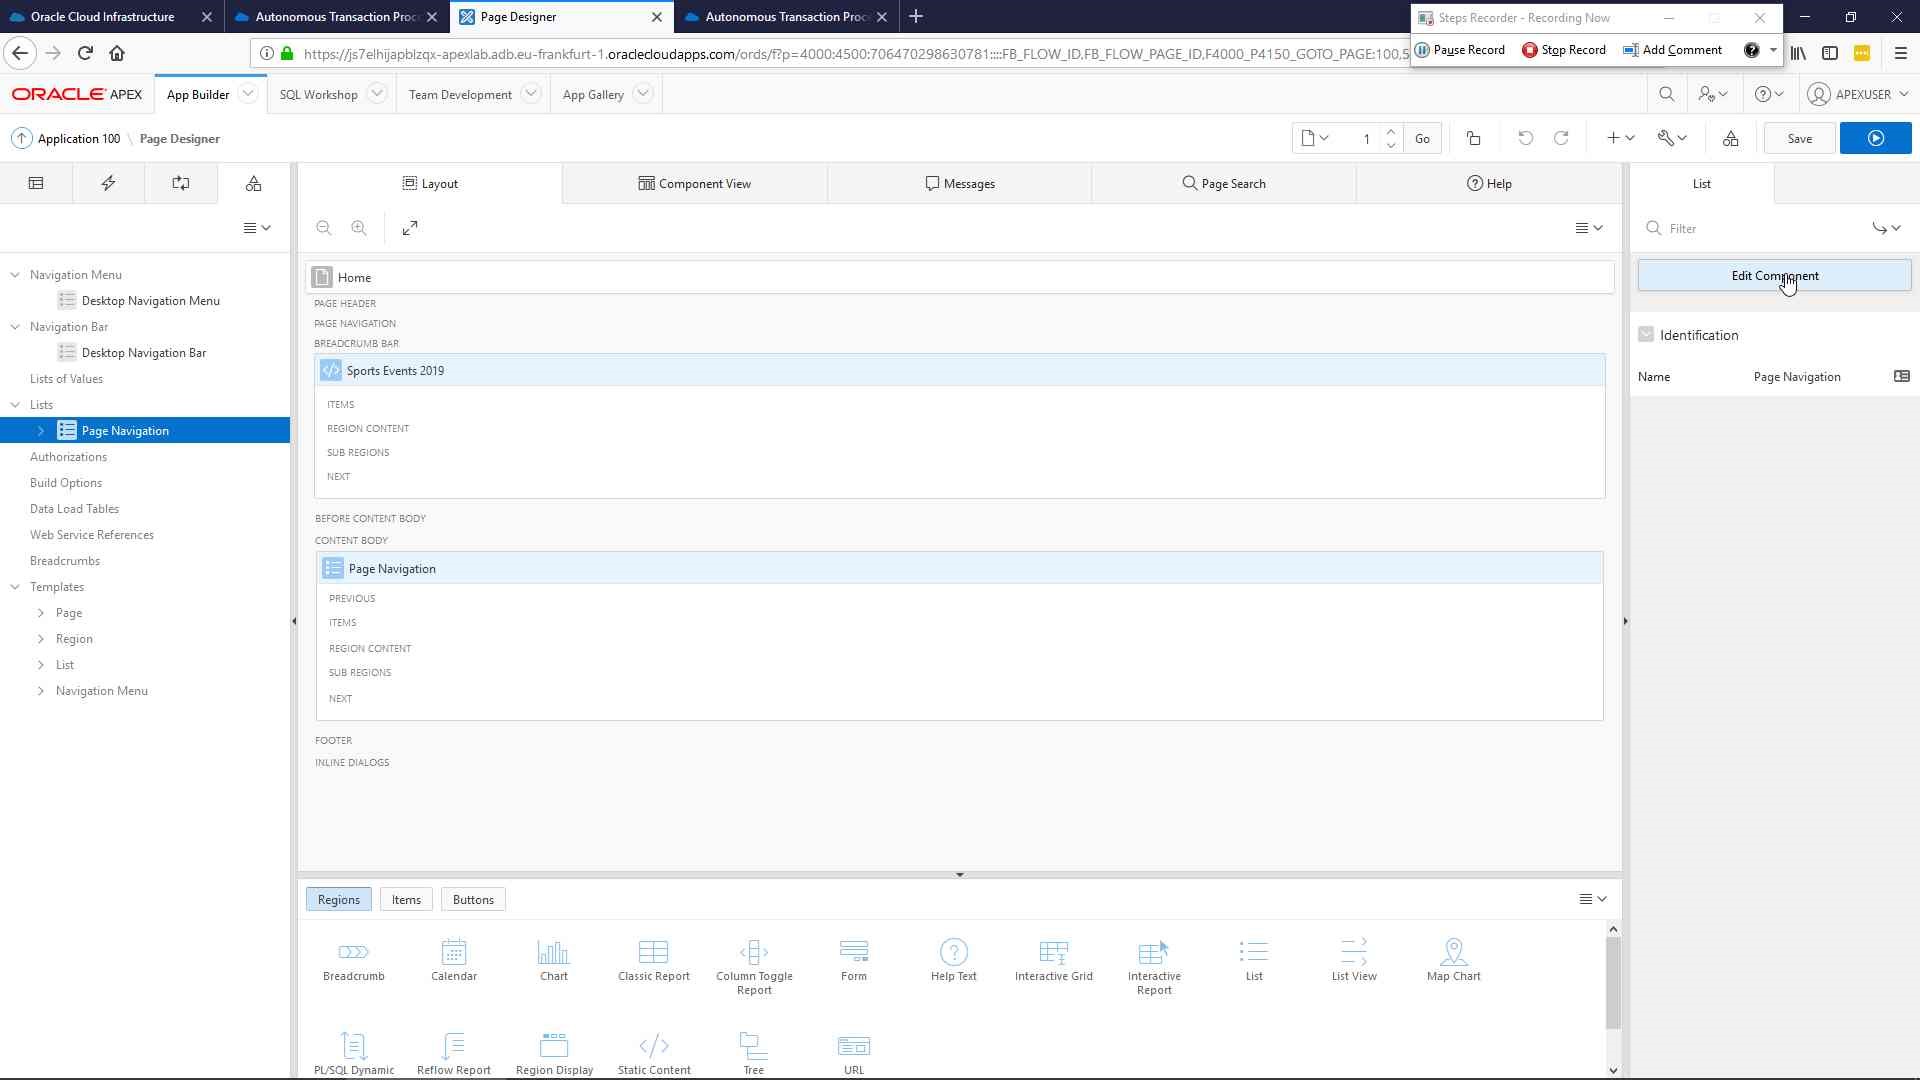 Oracle Cloud Infrastructure
Autonomous Transaction Proc
Page Designer
Autonomous Transaction Proc
Steps Recorder - Recording Now
https://js7elhijapblzqx-apexlab.adb.eu-frankfurt-1.oraclecloudapps.com/ords/f?p=4000:4500:706470298630781::::FB_FLOW_ID,FB_FLOW_PAGE_ID,F4000_P4150_GOTO_PAGE:100,5
Pause Record
Stop Record
Add Comment
ORACLE APEX
App Builder
SQL Workshop
Team Development
App Gallery
APEXUSER
Application 100 \ Page Designer
1
Go
Save
Layout
Component View
Messages
Page Search
Help
List
Filter
Edit Component
Identification
Name
Page Navigation
Navigation Menu
Desktop Navigation Menu
Navigation Bar
Desktop Navigation Bar
Lists of Values
Lists
Page Navigation
Authorizations
Build Options
Data Load Tables
Web Service References
Breadcrumbs
Templates
Page
Region
List
Navigation Menu
Home
PAGE HEADER
PAGE NAVIGATION
BREADCRUMB BAR
Sports Events 2019
ITEMS
REGION CONTENT
SUB REGIONS
NEXT
BEFORE CONTENT BODY
CONTENT BODY
Page Navigation
PREVIOUS
ITEMS
REGION CONTENT
SUB REGIONS
NEXT
FOOTER
INLINE DIALOGS
Regions
Items
Buttons
Breadcrumb
Calendar
Chart
Classic Report
Column Toggle
Report
Form
Help Text
Interactive Grid
Interactive
Report
List
List View
Map Chart
PL/SQL Dynamic
Reflow Report
Region Display
Static Content
Tree
URL